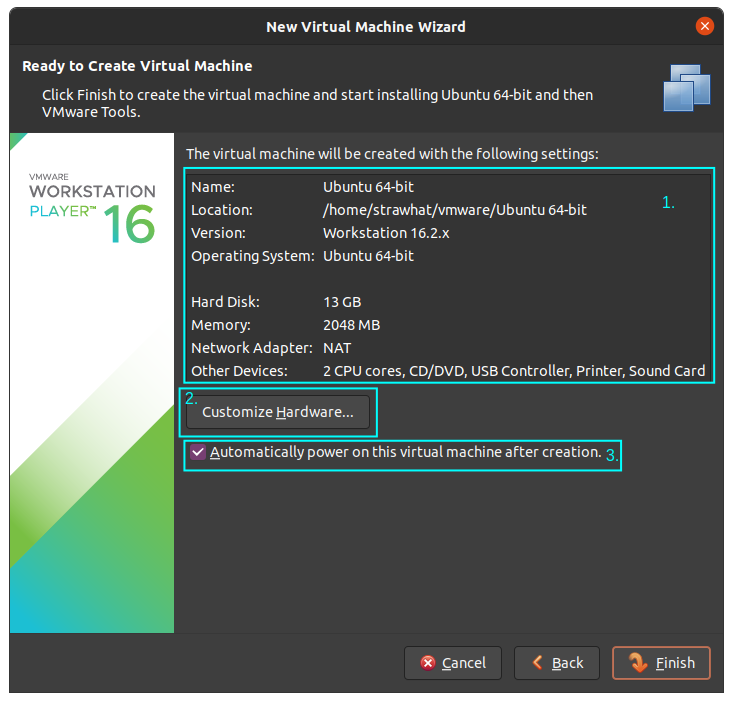 New Virtual Machine Wizard
Ready to Create Virtual Machine
Click Finish to create the virtual machine and start installing Ubuntu 64-bit and then
VMware Tools.
The virtual machine will be created with the following settings:
VMWARE
WORKSTATION
PLAYER™ 16
1.
Name: Ubuntu 64-bit
Location: /home/strawhat/vmware/Ubuntu 64-bit
Version: Workstation 16.2.x
Operating System: Ubuntu 64-bit
Hard Disk: 13 GB
Memory: 2048 MB
Network Adapter: NAT
Other Devices: 2 CPU cores, CD/DVD, USB Controller, Printer, Sound Card
2.
Customize Hardware...
Automatically power on this virtual machine after creation. 3.
Cancel Back Finish